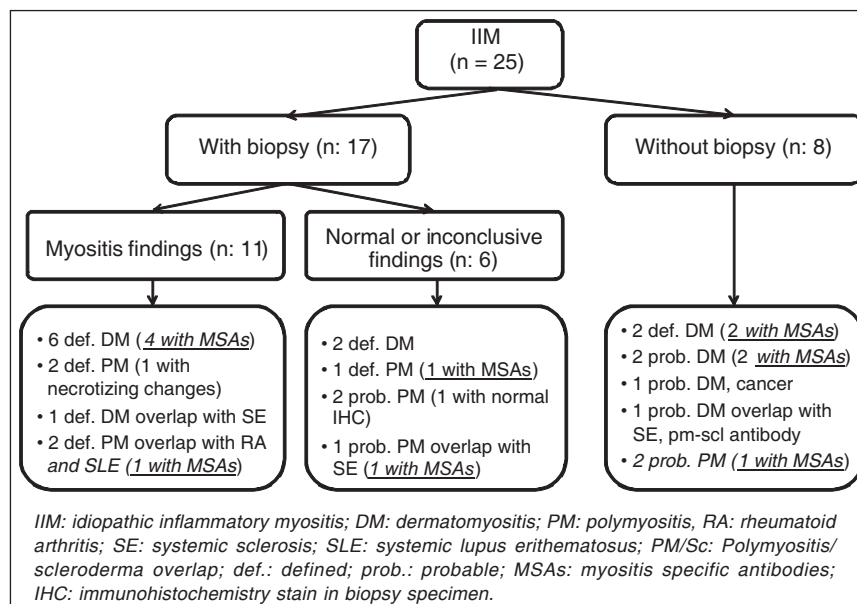 IIM
(n = 25)
With biopsy (n: 17)
Without biopsy (n: 8)
Myositis findings (n: 11)
Normal or inconclusive
findings (n: 6)
• 6 def. DM (4 with MSAs)
• 2 def. PM (1 with
necrotizing changes)
• 1 def. DM overlap with SE
• 2 def. PM overlap with RA
and SLE (1 with MSAs)
• 2 def. DM
• 1 def. PM (1 with MSAs)
• 2 prob. PM (1 with normal
IHC)
• 1 prob. PM overlap with
SE (1 with MSAs)
• 2 def. DM (2 with MSAs)
• 2 prob. DM (2 with MSAs)
• 1 prob. DM, cancer
• 1 prob. DM overlap with
SE, pm-scl antibody
• 2 prob. PM (1 with MSAs)
IIM: idiopathic inflammatory myositis; DM: dermatomyositis; PM: polymyositis, RA: rheumatoid
arthritis; SE: systemic sclerosis; SLE: systemic lupus erithematosus; PM/Sc: Polymyositis/
scleroderma overlap; def.: defined; prob.: probable; MSAs: myositis specific antibodies;
IHC: immunohistochemistry stain in biopsy specimen.